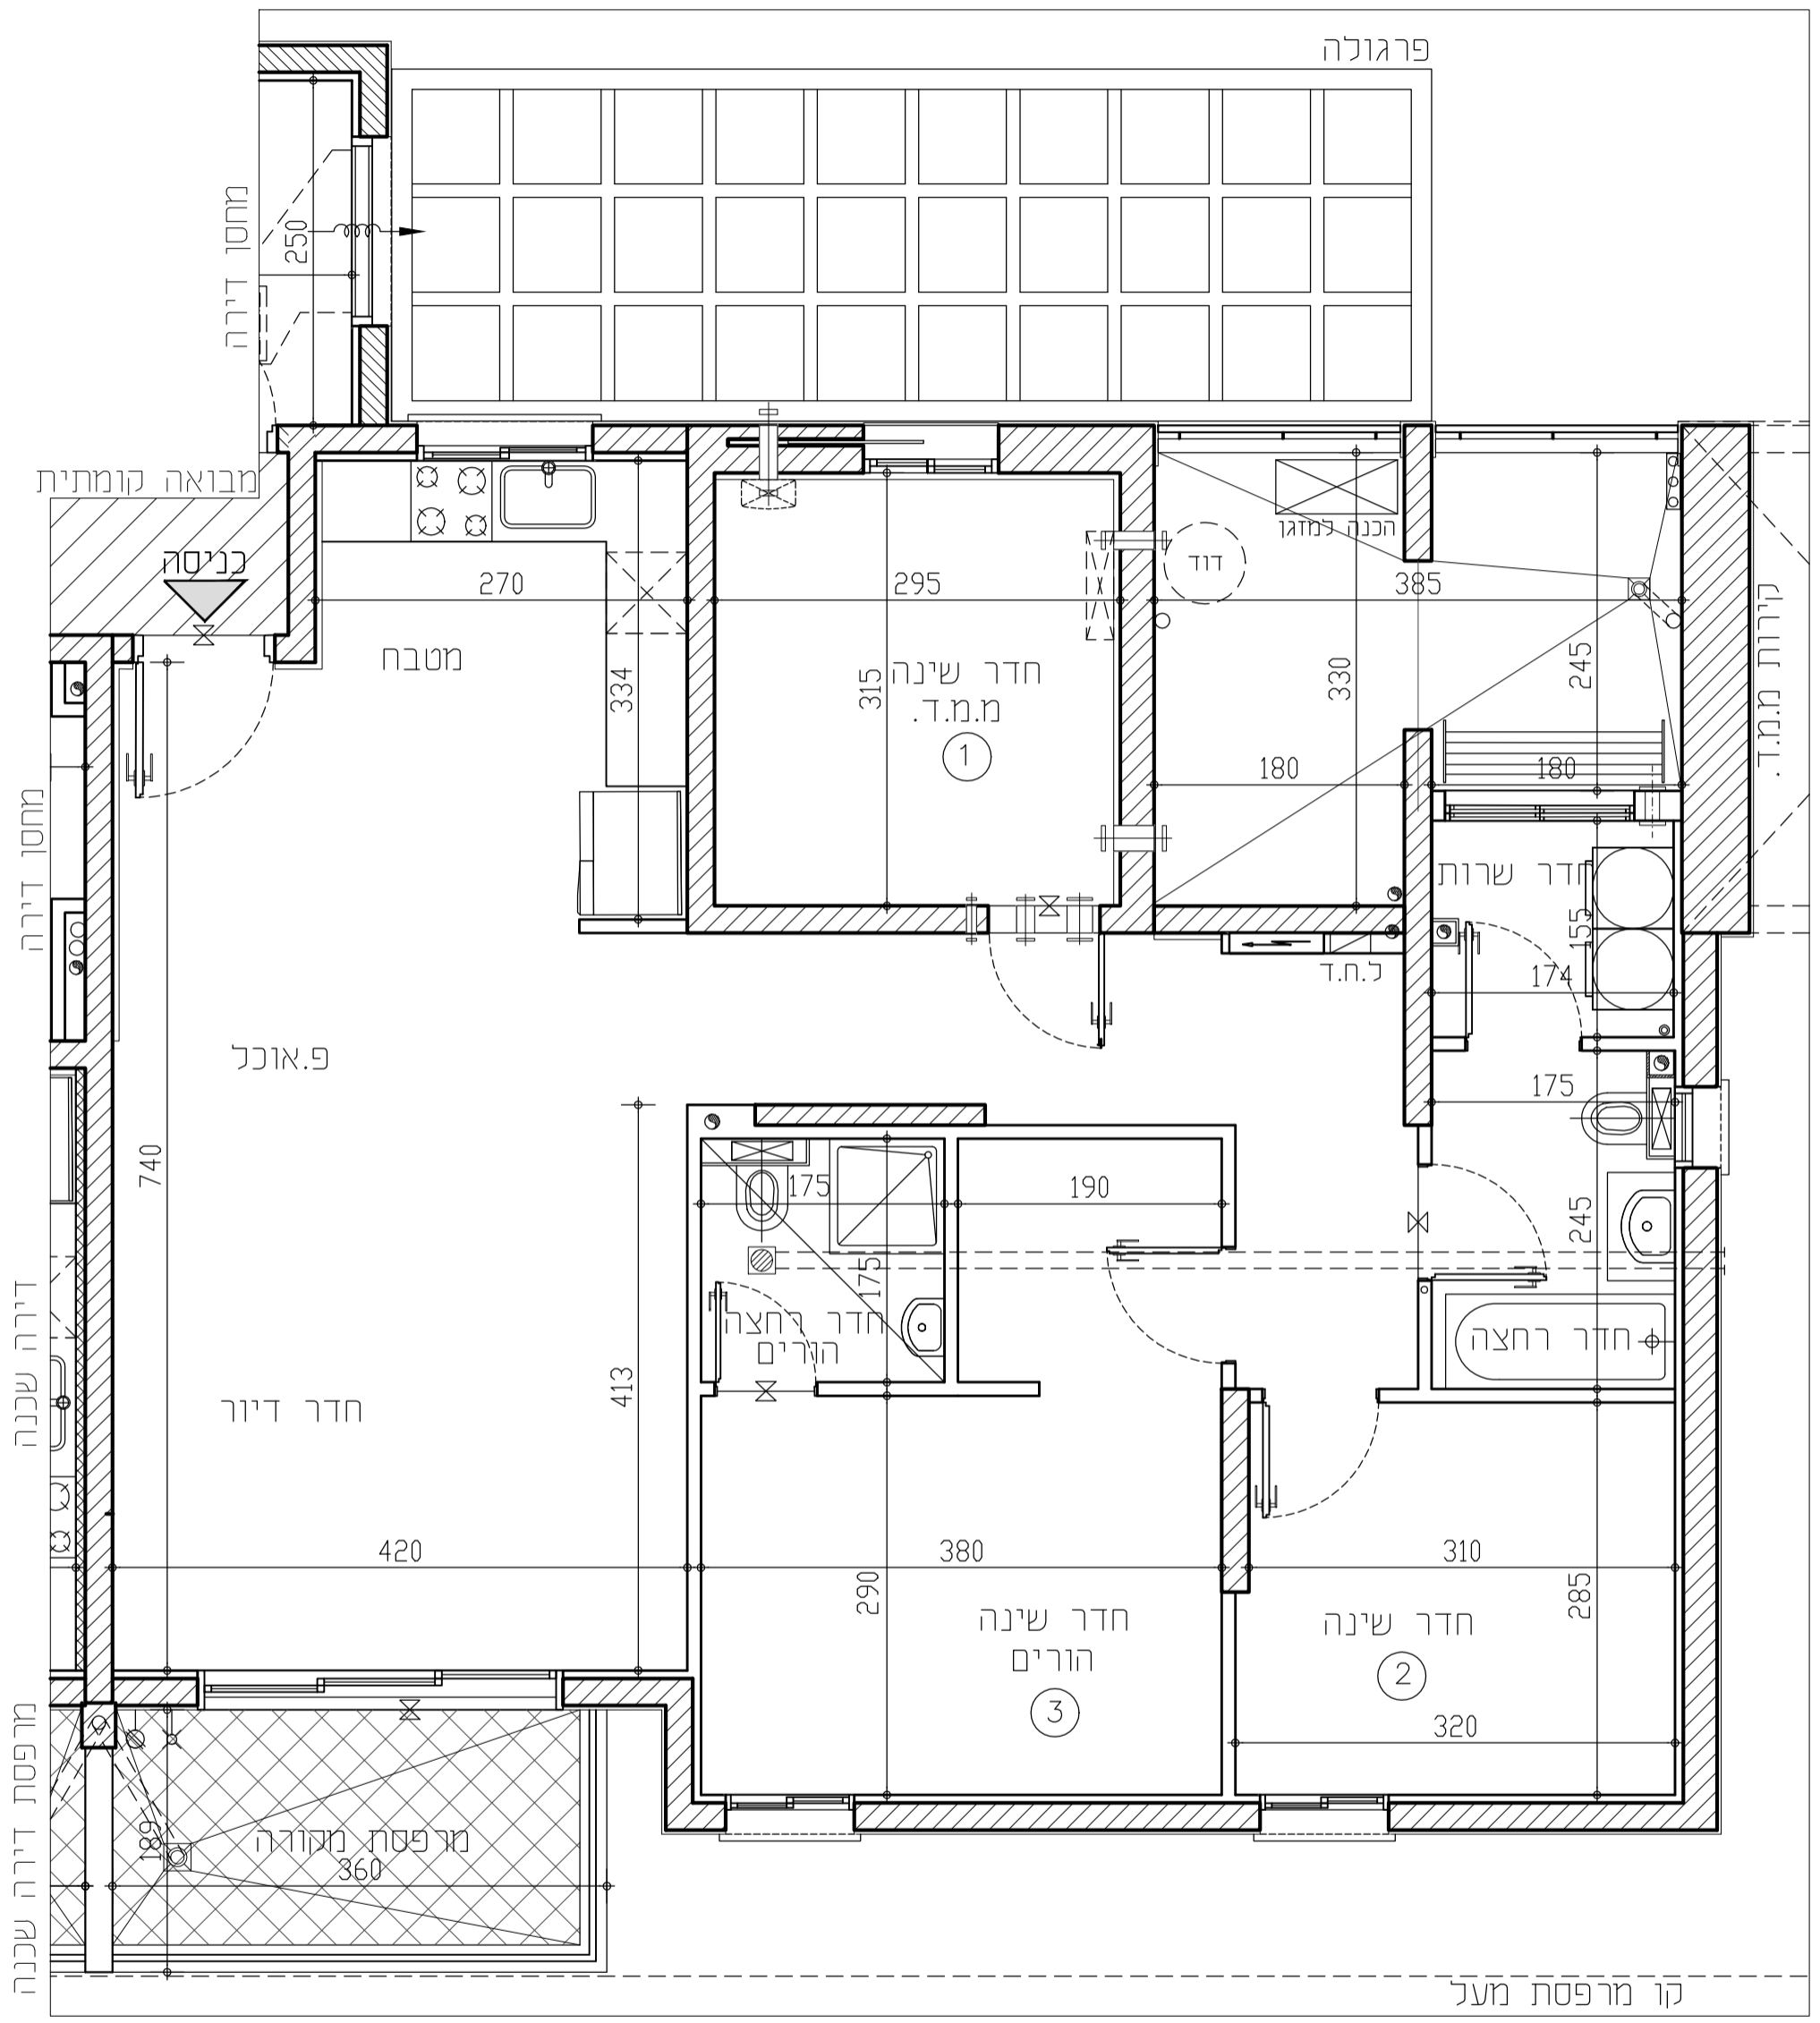 פרגולה
מחסן דירה
250
מבואה קומתית
כניסה
הכנה למזגן
דוד
270
295
385
קירות מ.מ.ד.
מטבח
334
315
חדר שינה
מ.מ.ד.
1
330
245
180
180
מחסן דירה
חדר שרות
155
174
ל.ח.ד
פ.אוכל
175
740
175
190
245
175
חדר רחצה
הורים
חדר רחצה
דירה שכנה
413
חדר דיור
420
380
310
290
285
חדר שינה
הורים
3
חדר שינה
2
320
מרפסת דירה שכנה
189
מרפסת מקורה
360
קו מרפסת מעל